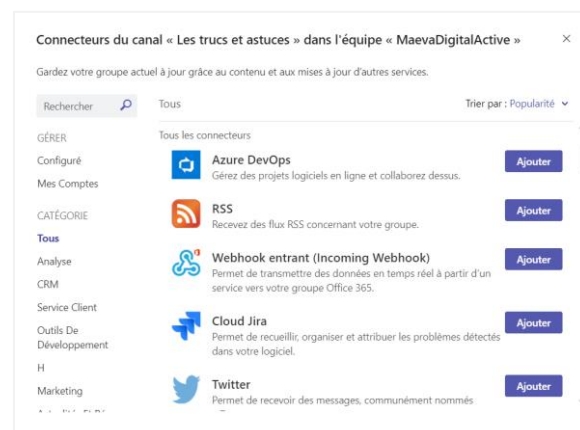 Connecteurs du canal « Les trucs et astuces » dans l'équipe « MaevaDigitalActive »
Gardez votre groupe actuel à jour grâce au contenu et aux mises à jour d'autres services.
Rechercher
Tous
Trier par : Popularité
GÉRER
Configuré
Mes Comptes
CATÉGORIE
Tous
Analyse
CRM
Service Client
Outils De
Développement
H
Marketing
Tous les connecteurs
Azure DevOps
Gérez des projets logiciels en ligne et collaborez dessus.
Ajouter
RSS
Recevez des flux RSS concernant votre groupe.
Ajouter
Webhook entrant (Incoming Webhook)
Permet de transmettre des données en temps réel à partir d'un
service vers votre groupe Office 365.
Ajouter
Cloud Jira
Permet de recueillir, organiser et attribuer les problèmes détectés
dans votre logiciel.
Ajouter
Twitter
Permet de recevoir des messages, communément nommés
Ajouter